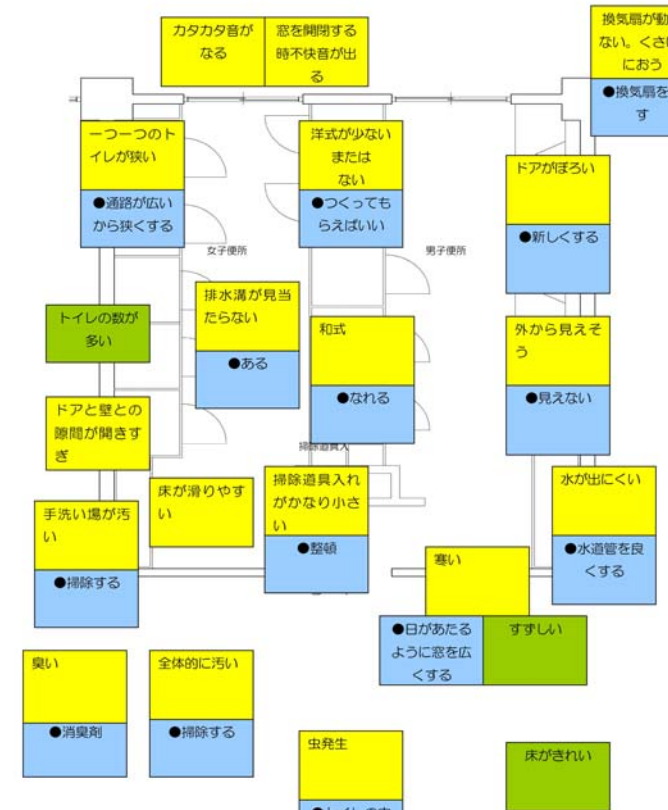 カタカタ音が
なる
窓を開閉する
時不快音が出
る
換気扇が動
ない。くさ
におう
●換気扇を
す
一つ一つのト
イレが狭い
●通路が広い
から狭くする
洋式が少ない
または
ない
●つくっても
らえばいい
ドアがぼろい
●新しくする
女子便所
男子便所
トイレの数が
多い
排水溝が見当
たらない
●ある
和式
●なれる
外から見えそ
う
●見えない
ドアと壁との
隙間が開きす
ぎ
掃除道具入
床が滑りやす
い
掃除道具入れ
がかなり小さ
い
●整頓
水が出にくい
●水道管を良
くする
手洗い場が汚
い
●掃除する
寒い
●日があたる
ように窓を広
くする
すずしい
臭い
●消臭剤
全体的に汚い
●掃除する
虫発生
床がきれい